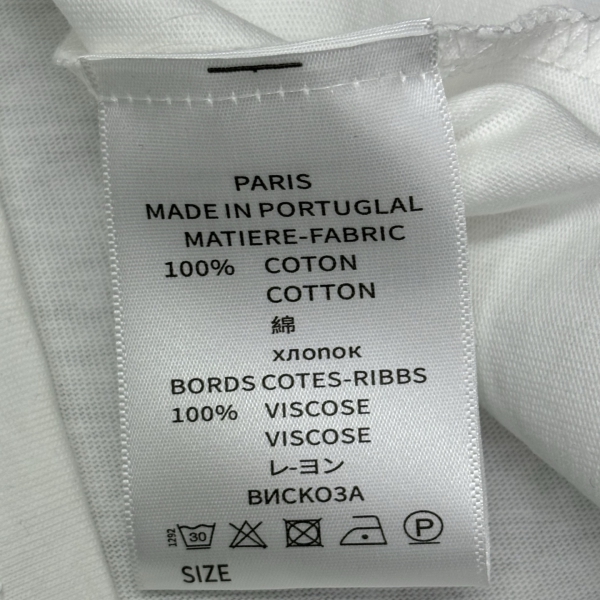 PARIS
MADE IN PORTUGLAL
MATIERE-FABRIC
100% COTON
COTTON
綿
хлопок
BORDS COTES-RIBBS
100% VISCOSE
VISCOSE
レ-ヨン
ВИСКОЗА
1292 30 P
SIZE